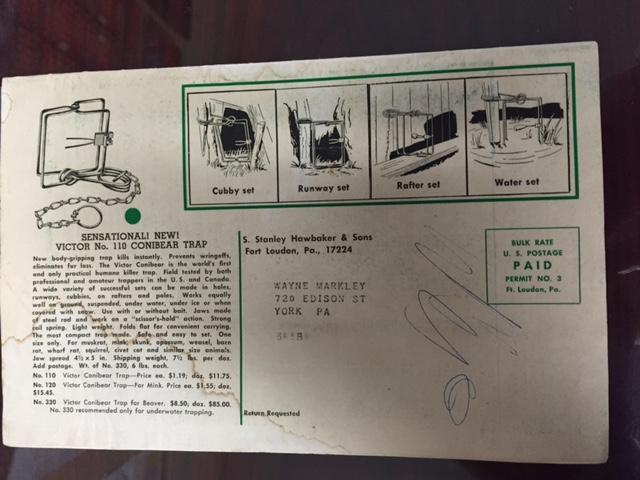 Cubby set
Runway set
Rafter set
Water set
SENSATIONAL! NEW!
VICTOR No. 110 CONIBEAR TRAP
New body-gripping trap kills instantly. Prevents wringoffs,
eliminates fur loss. The Victor Conibear is the world's first
and only practical humane killer trap. Field tested by both
professional and amateur trappers in the U.S. and Canada.
A wide variety of successful sets can be made in holes,
runways, cubbies, on rafters and poles. Works equally
well on ground, suspended, under water, under ice or when
covered with snow. Use with or without bait. Jaws made
of steel rod and work on a "scissor's-hold" action. Strong
coil spring. Light weight. Folds flat for convenient carrying.
The most compact trap made. Safe and easy to set. One
size only. For muskrat, mink, skunk, opossum, weasel, barn
rat, wharf rat, squirrel, civet cat and similar size animals.
Jaw spread 4½ x 5 in. Shipping weight, 7½ lbs. per doz.
Add postage. Wt. of No. 330, 6 lbs. each.
No. 110 Victor Conibear Trap—Price ea. $1.19; doz. $11.75.
No. 120 Victor Conibear Trap—For Mink. Price ea. $1.55; doz.
$15.45.
No. 330 Victor Conibear Trap for Beaver. $8.50; doz. $85.00.
No. 330 recommended only for underwater trapping.
S. Stanley Hawbaker & Sons
Fort Loudon, Pa., 17224
WAYNE MARKLEY
720 EDISON ST
YORK PA
Return Requested
BULK RATE
U. S. POSTAGE
PAID
PERMIT NO. 3
Ft. Loudon, Pa.